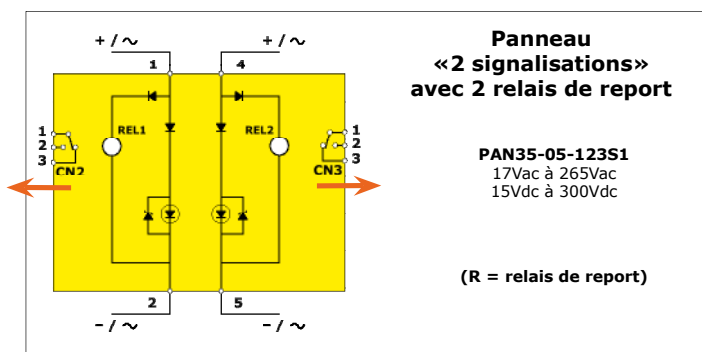 + / ∼ + / ∼
1 4
REL1 REL2
1 1
2 2
3 3
CN2 CN3
2 5
- / ∼ - / ∼
Panneau
«2 signalisations»
avec 2 relais de report
PAN35-05-123S1
17Vac à 265Vac
15Vdc à 300Vdc
(R = relais de report)